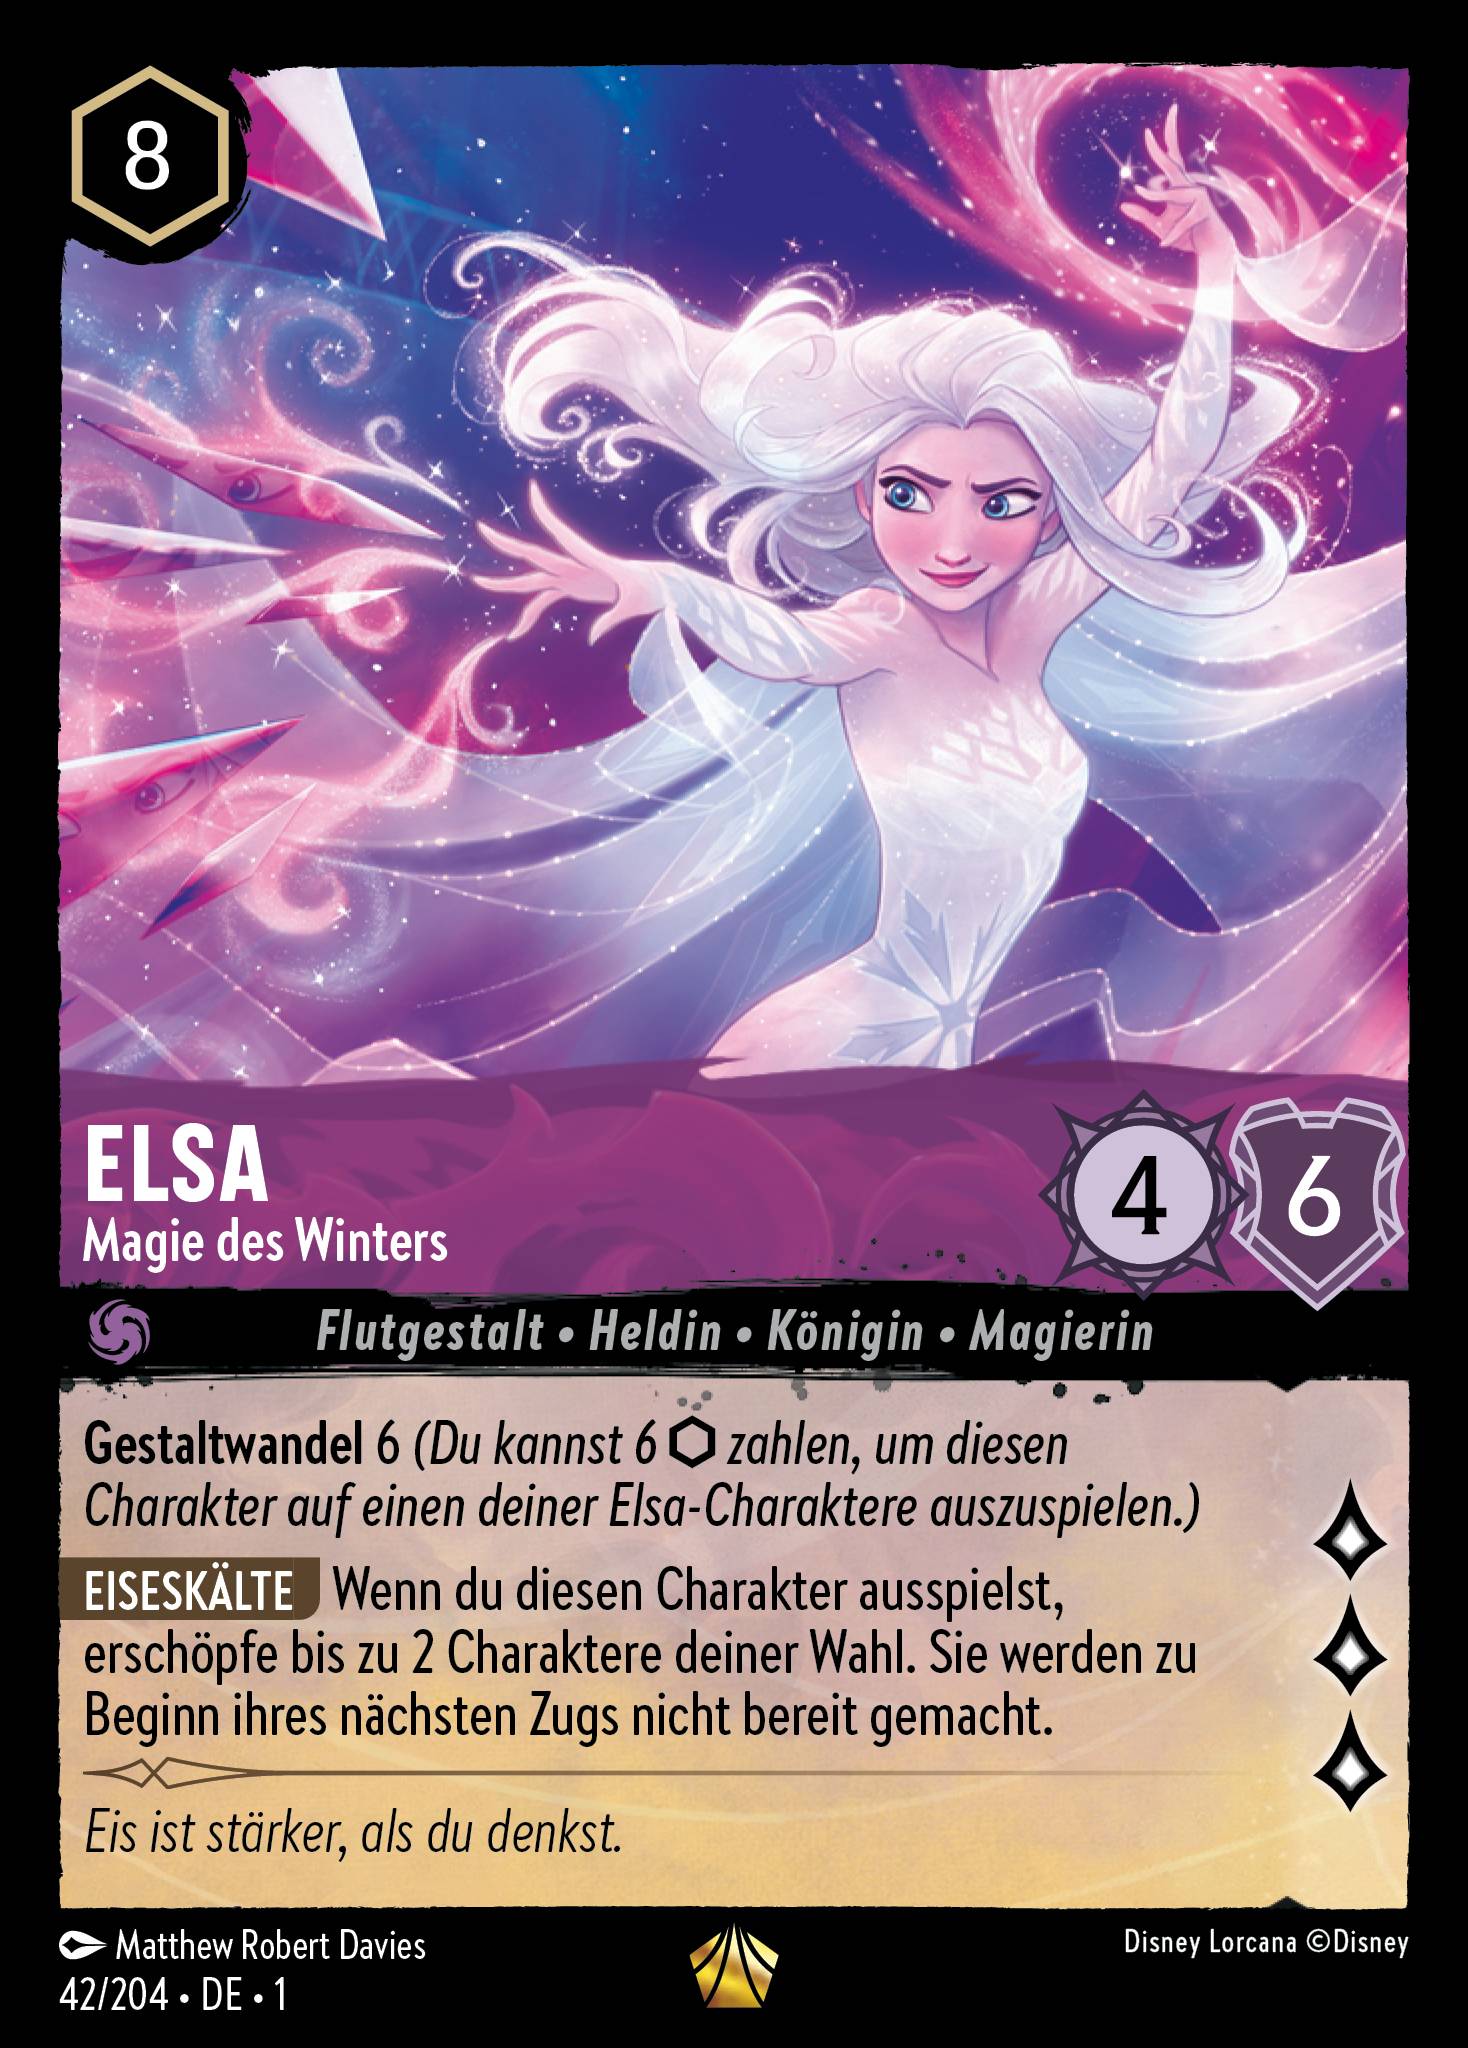 8
ELSA
Magie des Winters
4
6
Flutgestalt • Heldin • Königin • Magierin
Gestaltwandel 6 (Du kannst 6 ⬡ zahlen, um diesen
Charakter auf einen deiner Elsa-Charaktere auszuspielen.)
EISESKÄLTE Wenn du diesen Charakter ausspielst,
erschöpfe bis zu 2 Charaktere deiner Wahl. Sie werden zu
Beginn ihres nächsten Zugs nicht bereit gemacht.
Eis ist stärker, als du denkst.
Matthew Robert Davies
Disney Lorcana ©Disney
42/204 • DE • 1